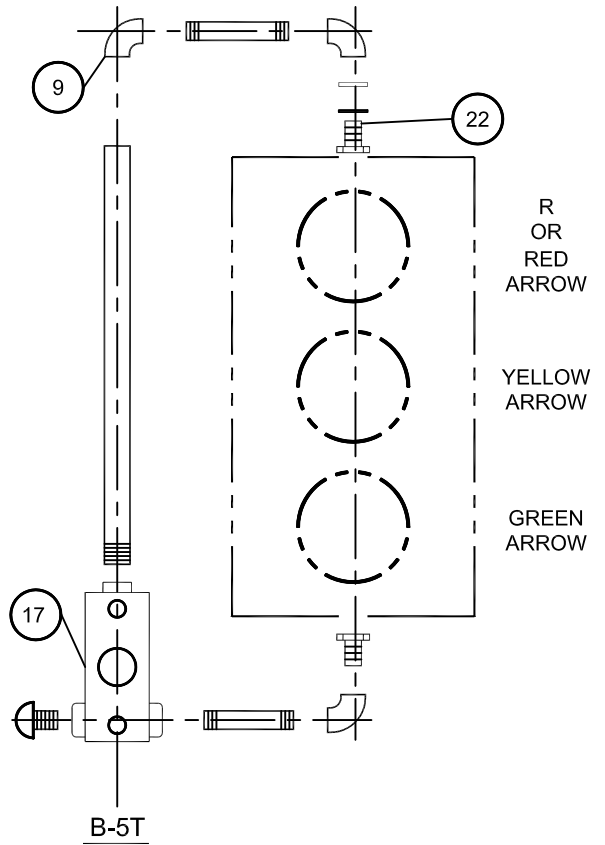 9
22
R
OR
RED
ARROW
YELLOW
ARROW
GREEN
ARROW
17
B-5T